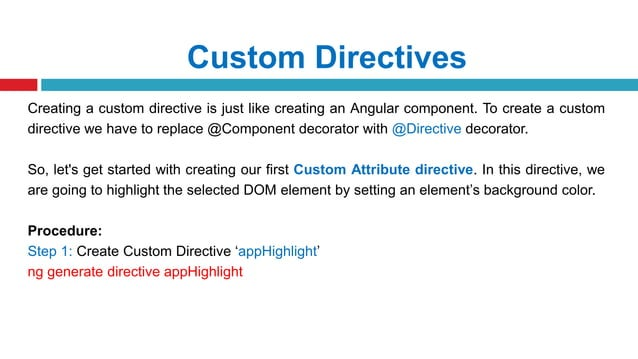 Custom Directives
Creating a custom directive is just like creating an Angular component. To create a custom
directive we have to replace @Component decorator with @Directive decorator.
So, let's get started with creating our first Custom Attribute directive. In this directive, we
are going to highlight the selected DOM element by setting an element’s background color.
Procedure:
Step 1: Create Custom Directive ‘appHighlight’
ng generate directive appHighlight